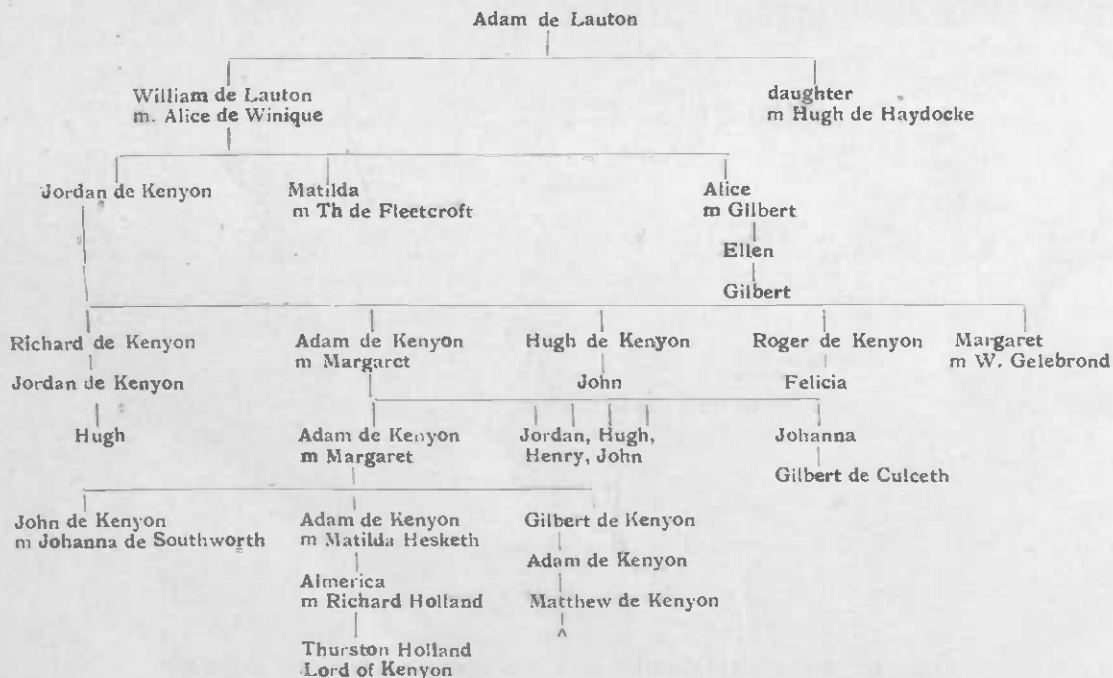 Adam de Lauton
William de Lauton
m. Alice de Winique
daughter
m Hugh de Haydocke
Jordan de Kenyon
Matilda
m Th de Fleetcroft
Alice
m Gilbert
Ellen
Gilbert
Richard de Kenyon
Adam de Kenyon
m Margaret
Hugh de Kenyon
Roger de Kenyon
Margaret
m W. Gelebrond
Jordan de Kenyon
John
Felicia
Hugh
Adam de Kenyon
m Margaret
Jordan, Hugh,
Henry, John
Johanna
Gilbert de Culceth
John de Kenyon
m Johanna de Southworth
Adam de Kenyon
m Matilda Hesketh
Gilbert de Kenyon
Adam de Kenyon
Almerica
m Richard Holland
Matthew de Kenyon
Thurston Holland
Lord of Kenyon